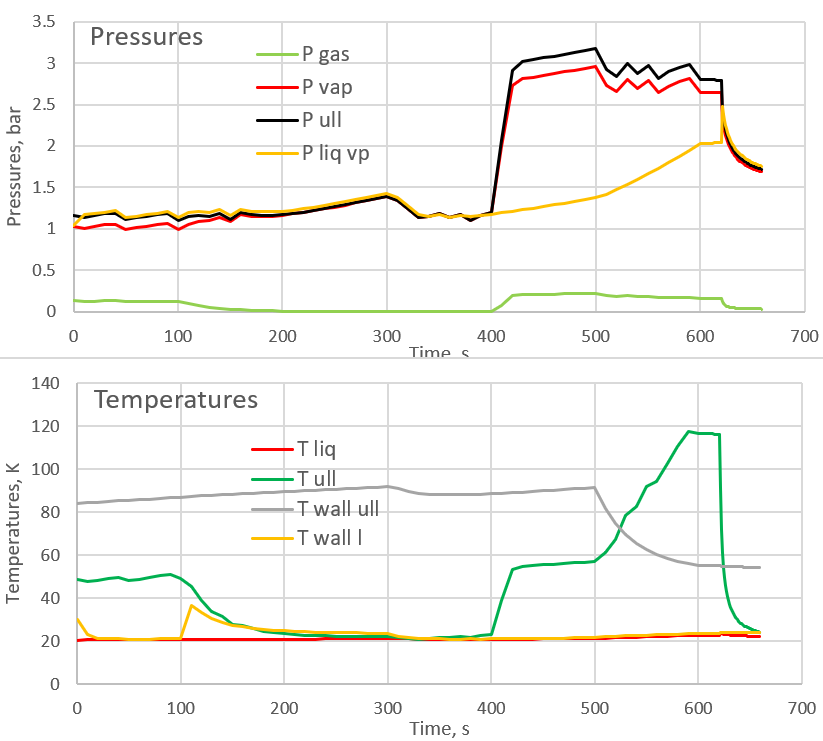 3.5
Pressures
3
P gas
2.5
P vap
2
P ull
1.5
P liq vp
1
0.5
0
Pressures, bar
0 100 200 300 400 500 600 700
Time, s
140
Temperatures
120
100
T liq
T ull
80
T wall ull
T wall l
60
40
20
0
Temperatures, K
0 100 200 300 400 500 600 700
Time, s